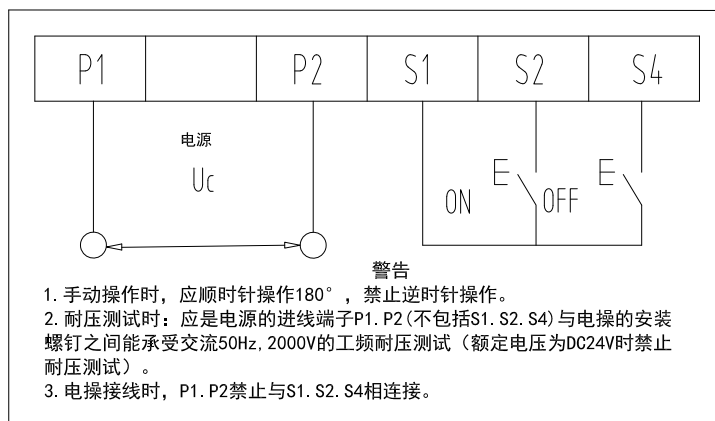 P1 P2 S1 S2 S4
电源
Uc
E E
ON OFF
警告
1. 手动操作时，应顺时针操作180°，禁止逆时针操作。
2. 耐压测试时：应是电源的进线端子P1. P2(不包括S1. S2. S4)与电操的安装
螺钉之间能承受交流50Hz, 2000V的工频耐压测试（额定电压为DC24V时禁止
耐压测试）。
3. 电操接线时，P1. P2禁止与S1. S2. S4相连接。